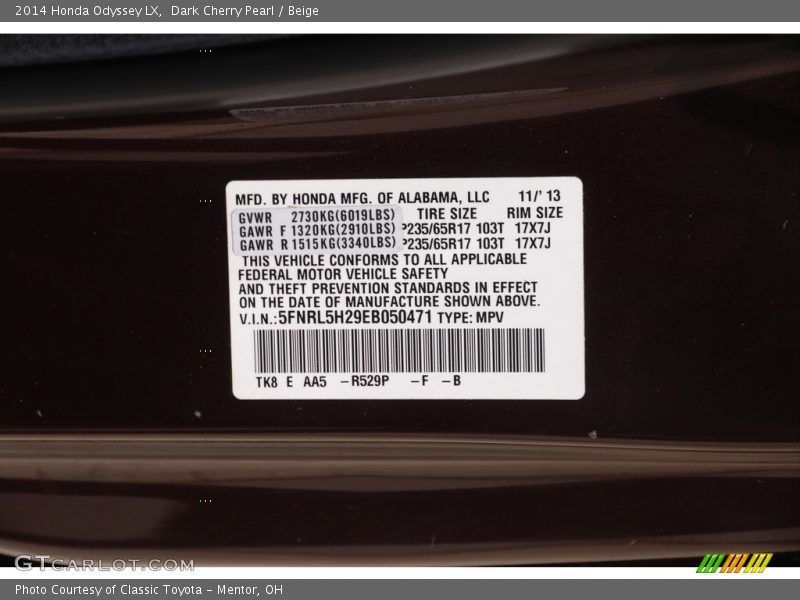 2014 Honda Odyssey LX, Dark Cherry Pearl / Beige
MFD. BY HONDA MFG. OF ALABAMA, LLC 11/' 13
GVWR 2730KG(6019LBS) TIRE SIZE RIM SIZE
GAWR F 1320KG(2910LBS) P235/65R17 103T 17X7J
GAWR R 1515KG(3340LBS) P235/65R17 103T 17X7J
THIS VEHICLE CONFORMS TO ALL APPLICABLE
FEDERAL MOTOR VEHICLE SAFETY
AND THEFT PREVENTION STANDARDS IN EFFECT
ON THE DATE OF MANUFACTURE SHOWN ABOVE.
V.I.N.:5FNRL5H29EB050471 TYPE: MPV
TK8 E AA5 –R529P –F –B
GTCARLOT.COM
Photo Courtesy of Classic Toyota – Mentor, OH